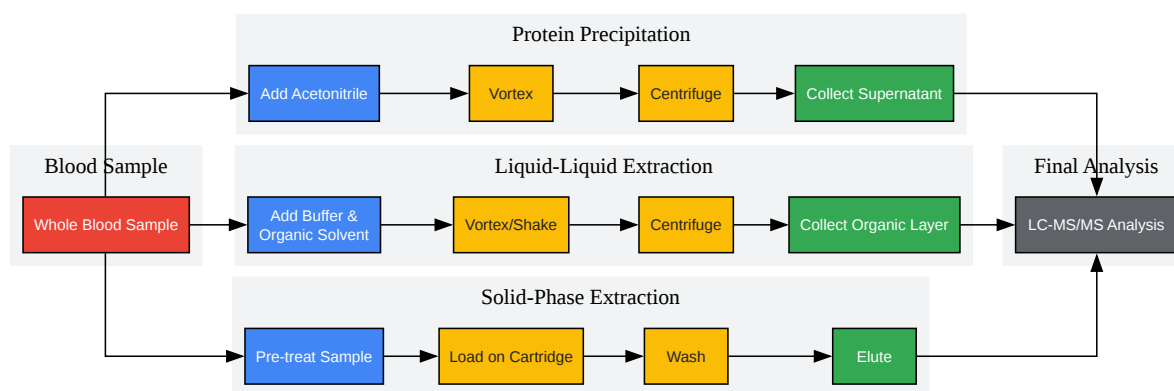 Protein Precipitation
Add Acetonitrile
Vortex
Centrifuge
Collect Supernatant
Blood Sample
Whole Blood Sample
Liquid-Liquid Extraction
Add Buffer &
Organic Solvent
Vortex/Shake
Centrifuge
Collect Organic Layer
Final Analysis
LC-MS/MS Analysis
Solid-Phase Extraction
Pre-treat Sample
Load on Cartridge
Wash
Elute